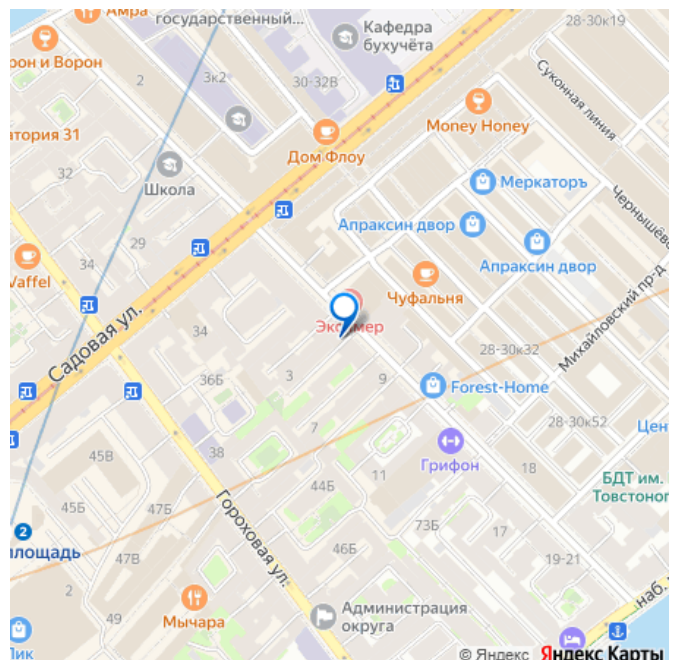 Амра
государственный...
Кафедра
бухучёта
28-30к19
рон и Ворон
2
3к2
30-32В
Суконная линия
Money Honey
атория 31
Дом Флоу
32
Школа
Меркаторъ
Апраксин двор
Чернышёв
29
Апраксин двор
34
Vaffel
Чуфальня
Михайловский пр-д
Садовая ул.
34
28-30к32
36Б
3
9
Forest-Home
28-30к52
7
Цен
38
45В
Грифон
18
11
44Б
БДТ им.
Товстоног
45Б
Гороховая ул.
73Б
2
17
площадь
47В
46Б
19-21
2
наб.
49
Мычара
Администрация
округа
Пик
© Яндекс Яндекс Карты